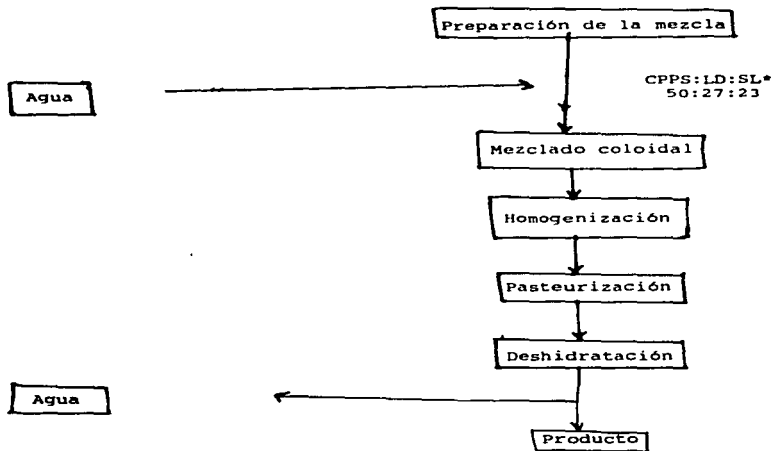 Preparación de la mezcla
CPPS:LD:SL*
50:27:23
Agua
Mezclado coloidal
Homogenización
Pasteurización
Deshidratación
Agua
Producto